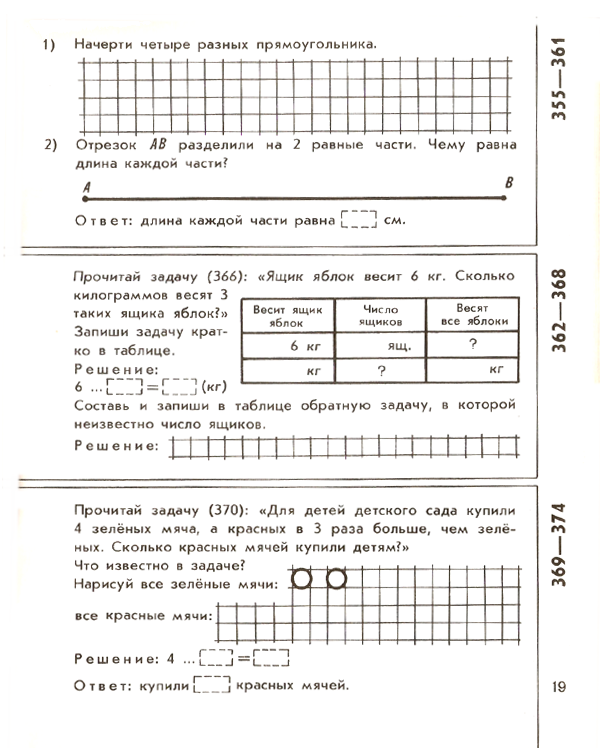 1) Начерти четыре разных прямоугольника.
2) Отрезок AB разделили на 2 равные части. Чему равна
длина каждой части?
A B
Ответ: длина каждой части равна см.
355—361
Прочитай задачу (366): «Ящик яблок весит 6 кг. Сколько
килограммов весят 3
таких ящика яблок?»
Запиши задачу крат-
ко в таблице.
Решение:
6 ... = (кг)
Весит ящик яблок Число ящиков Весят все яблоки
6 кг ящ. ?
кг ? кг
Составь и запиши в таблице обратную задачу, в которой
неизвестно число ящиков.
Решение:
362—368
Прочитай задачу (370): «Для детей детского сада купили
4 зелёных мяча, а красных в 3 раза больше, чем зелё-
ных. Сколько красных мячей купили детям?»
Что известно в задаче?
Нарисуй все зелёные мячи:
все красные мячи:
Решение: 4 ... =
Ответ: купили красных мячей.
369—374
19